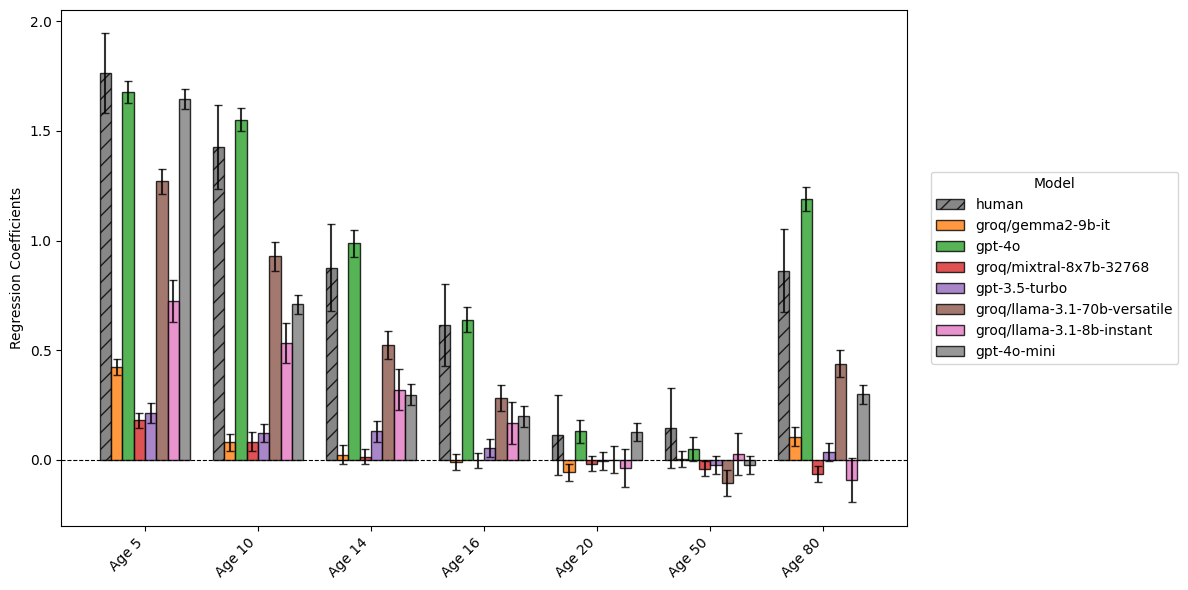 2.0
1.5
1.0
0.5
0.0
Regression Coefficients
Age 5
Age 10
Age 14
Age 16
Age 20
Age 50
Age 80
Model
human
groq/gemma2-9b-it
gpt-4o
groq/mixtral-8x7b-32768
gpt-3.5-turbo
groq/llama-3.1-70b-versatile
groq/llama-3.1-8b-instant
gpt-4o-mini